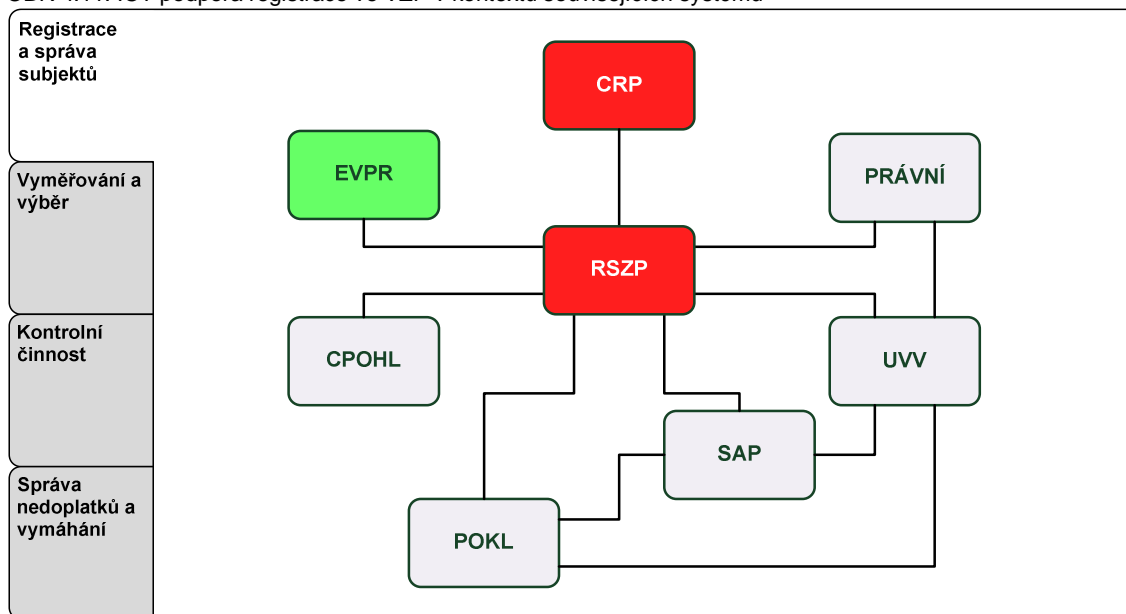 Registrace
a správa
subjektů
CRP
EVPR
PRÁVNÍ
Vyměřování a
výběr
RSZP
Kontrolní
činnost
CPOHL
UVV
SAP
Správa
nedoplatků a
vymáhání
POKL